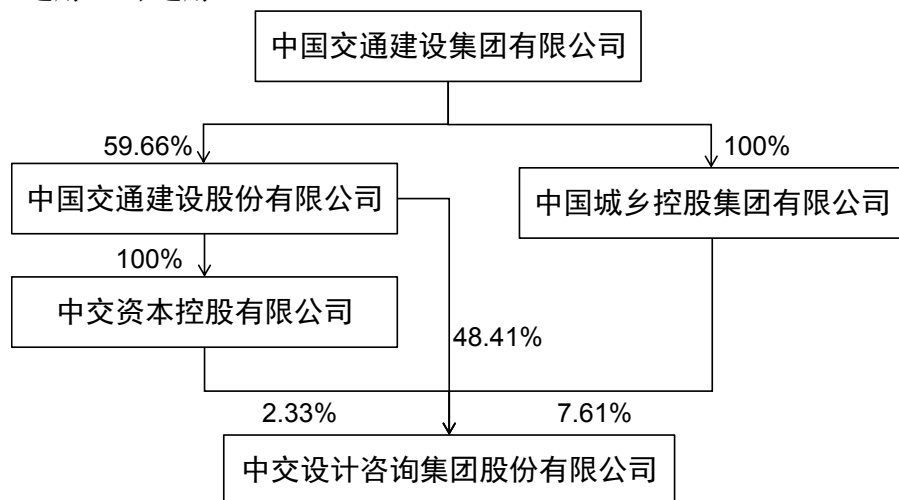 中国交通建设集团有限公司
59.66%
100%
中国交通建设股份有限公司
中国城乡控股集团有限公司
100%
中交资本控股有限公司
48.41%
2.33%
7.61%
中交设计咨询集团股份有限公司